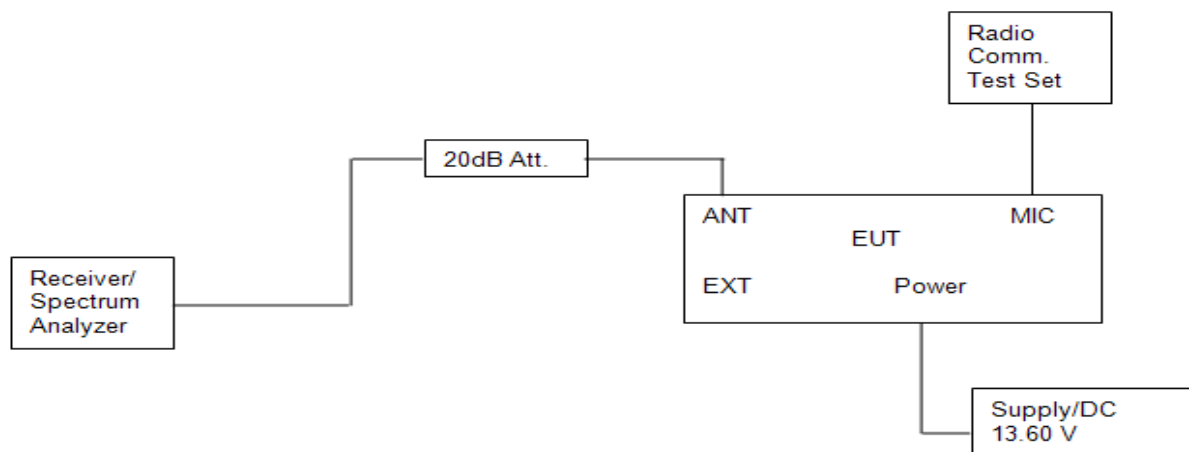 Radio
Comm.
Test Set
20dB Att.
ANT
MIC
EUT
EXT
Power
Receiver/
Spectrum
Analyzer
Supply/DC
13.60 V